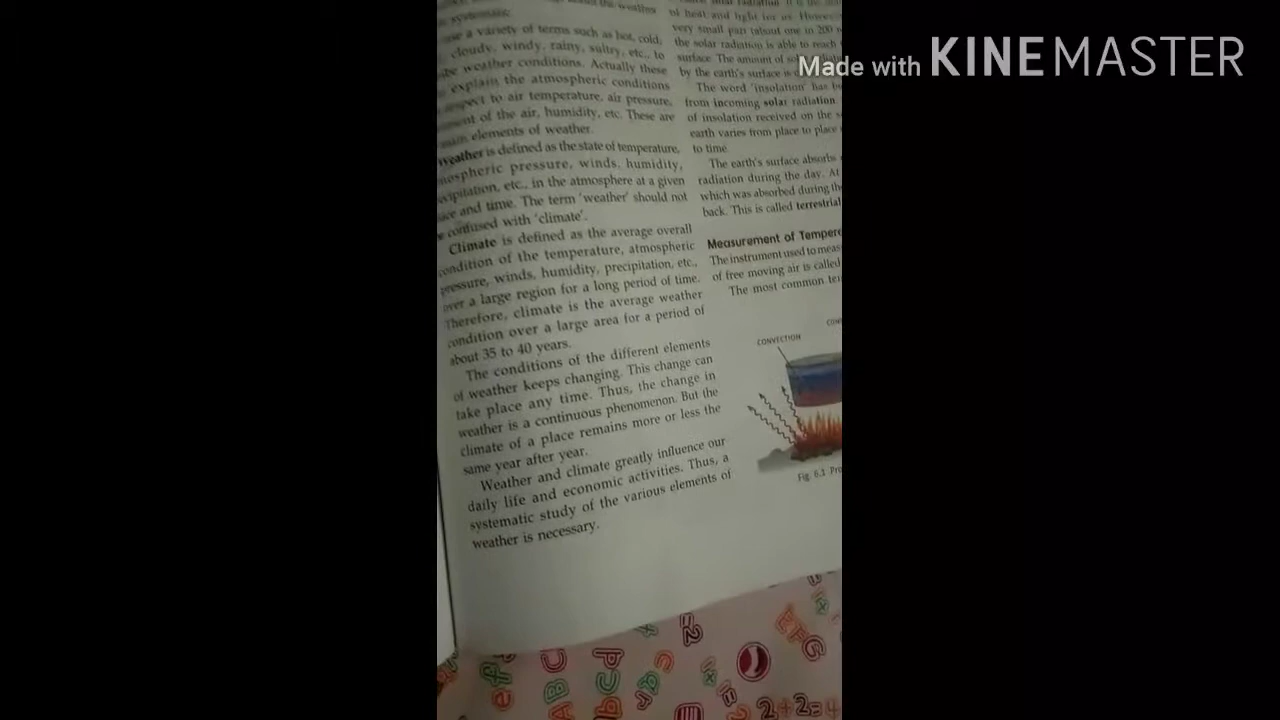 Made with KINEMASTER
systematic.
a variety of terms such as hot, cold,
cloudy, windy, rainy, sultry, etc., to
weather conditions. Actually these
explain the atmospheric conditions
respect to air temperature, air pressure,
of the air, humidity, etc. These are
elements of weather.
Weather is defined as the state of temperature,
pressure, winds, humidity,
etc., in the atmosphere at a given
and time. The term 'weather' should not
confused with 'climate'.
Climate is defined as the average overall
condition of the temperature, atmospheric
pressure, winds, humidity, precipitation, etc.,
over a large region for a long period of time.
Therefore, climate is the average weather
condition over a large area for a period of
about 35 to 40 years.
The conditions of the different elements
of weather keeps changing. This change can
take place any time. Thus, the change in
weather is a continuous phenomenon. But the
climate of a place remains more or less the
same year after year.
Weather and climate greatly influence our
daily life and economic activities. Thus, a
systematic study of the various elements of
weather is necessary.
of heat and light for us.
very small part (about one in 200
the solar radiation is able to reach
surface. The amount of
by the earth's surface is
The word 'insolation' has
from incoming solar radiation.
of insolation received on the
earth varies from place to place
to time.
The earth's surface absorbs
radiation during the day. At
which was absorbed during the
back. This is called terrestrial
Measurement of
The instrument used to
of free moving air is called
The most common
CONVECTION
Fig 6.3
ABC
bcd
EFG